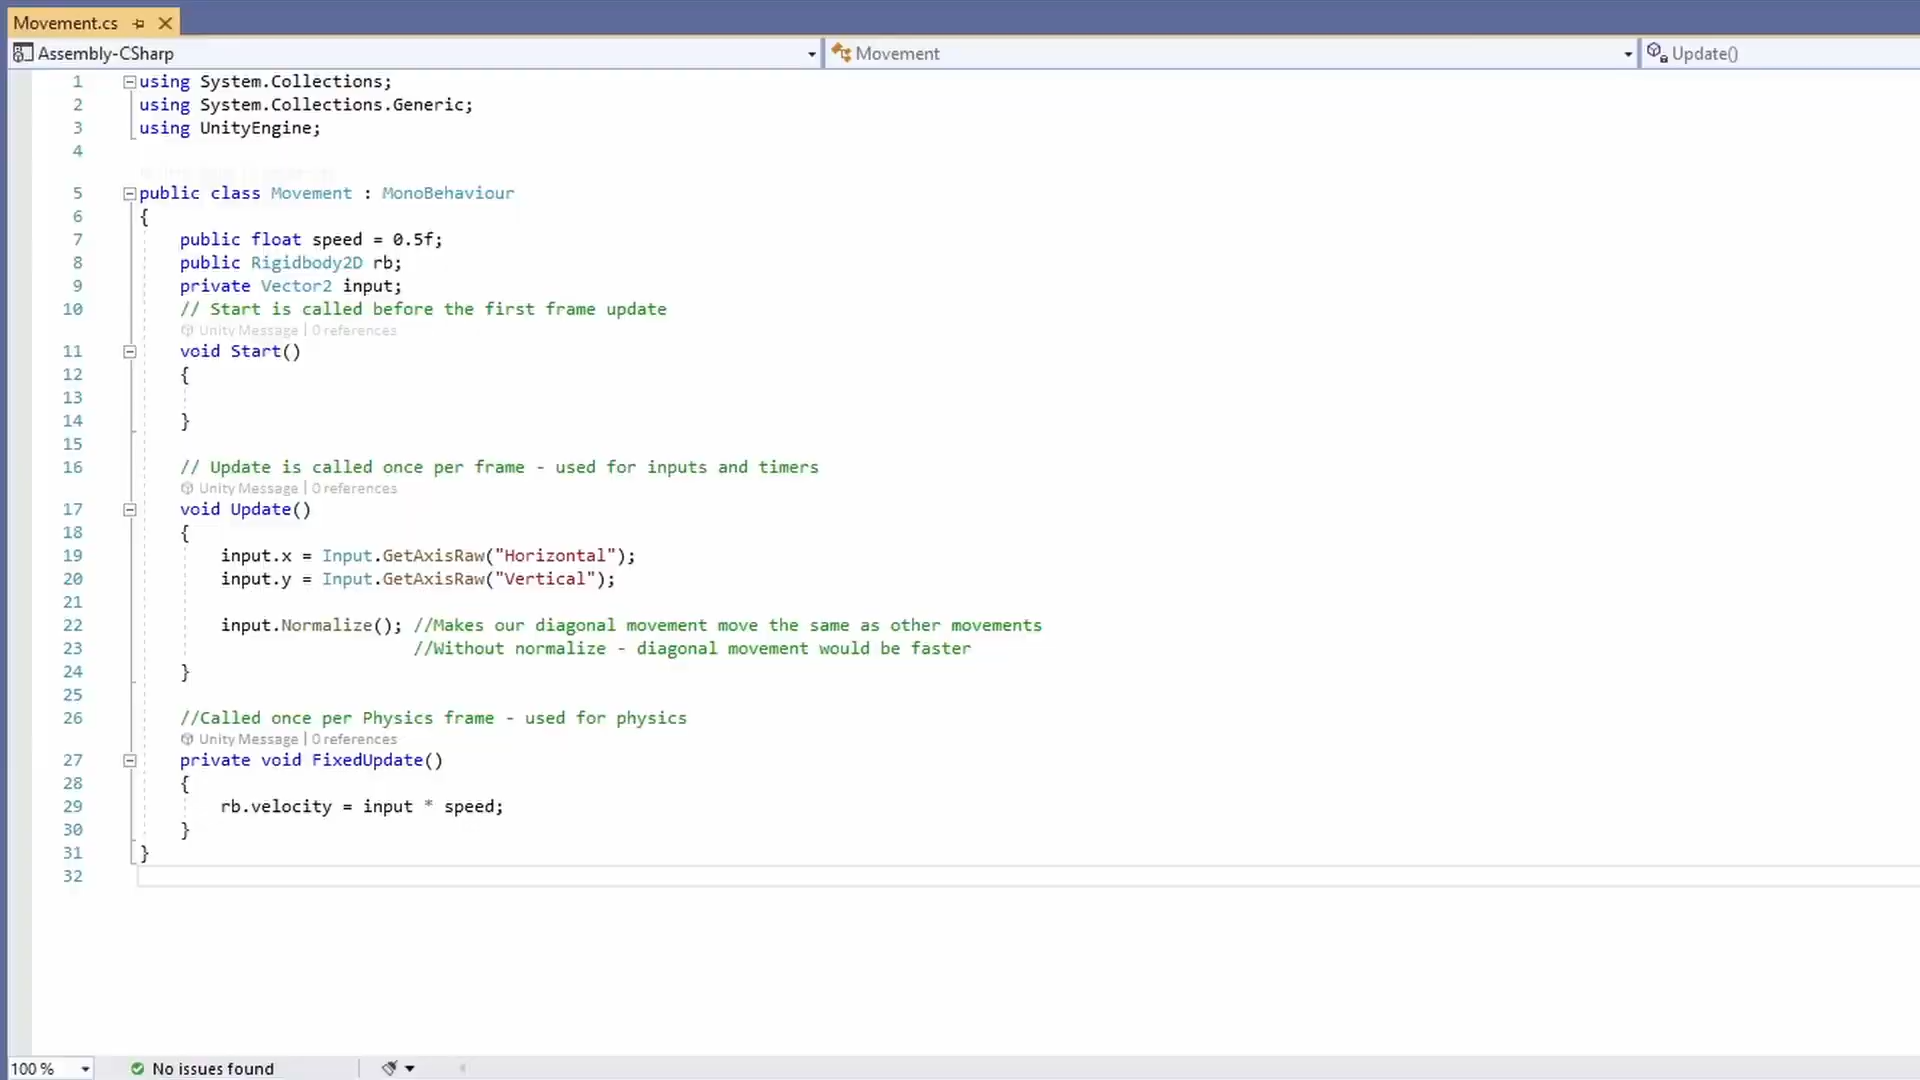 Movement.cs
Assembly-CSharp Movement Update()
1 using System.Collections;
2 using System.Collections.Generic;
3 using UnityEngine;
4
5 public class Movement : MonoBehaviour
6 {
7 public float speed = 0.5f;
8 public Rigidbody2D rb;
9 private Vector2 input;
10 // Start is called before the first frame update
Unity Message | 0 references
11 void Start()
12 {
13
14 }
15
16 // Update is called once per frame - used for inputs and timers
Unity Message | 0 references
17 void Update()
18 {
19 input.x = Input.GetAxisRaw("Horizontal");
20 input.y = Input.GetAxisRaw("Vertical");
21
22 input.Normalize(); //Makes our diagonal movement move the same as other movements
23 //Without normalize - diagonal movement would be faster
24 }
25
26 //Called once per Physics frame - used for physics
Unity Message | 0 references
27 private void FixedUpdate()
28 {
29 rb.velocity = input * speed;
30 }
31 }
32
100 % No issues found